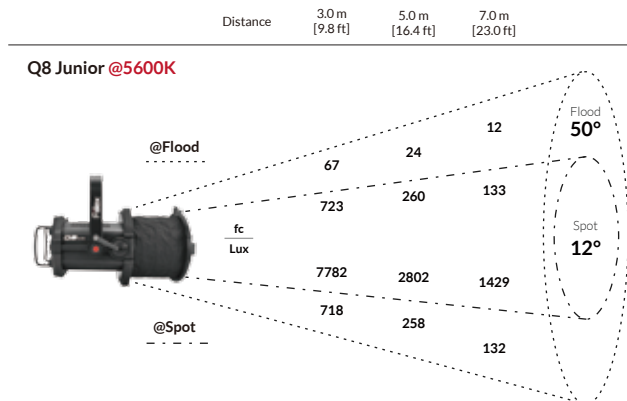 Distance
3.0 m 5.0 m 7.0 m
[9.8 ft] [16.4 ft] [23.0 ft]
Q8 Junior @5600K
Flood
50°
12
@Flood
24
67
133
260
723
Spot
fc
Lux
12°
7782 2802 1429
718
258
@Spot
132